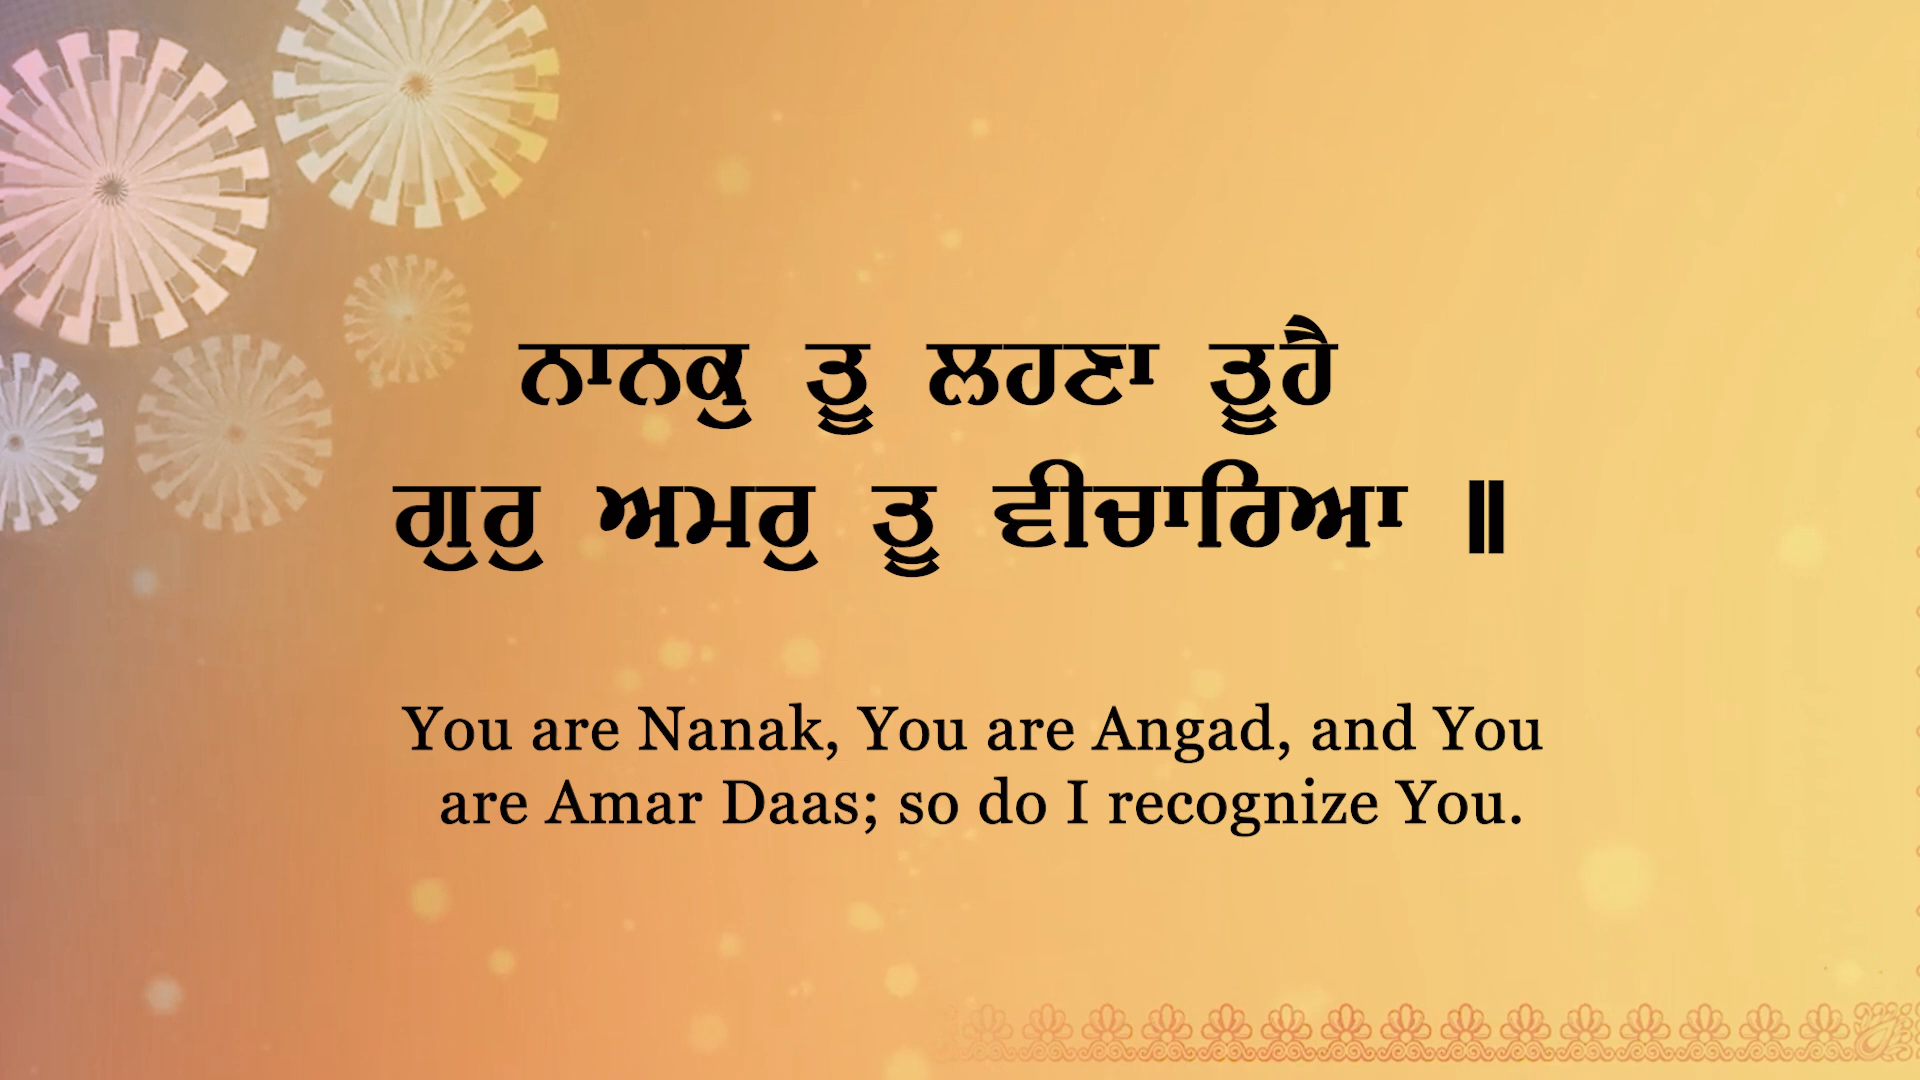 ਨਾਨਕੁ ਤੂ ਲਹਣਾ ਤੂਹੈ
ਗੁਰੁ ਅਮਰੁ ਤੂ ਵੀਚਾਰਿਆ ॥
You are Nanak, You are Angad, and You
are Amar Daas; so do I recognize You.